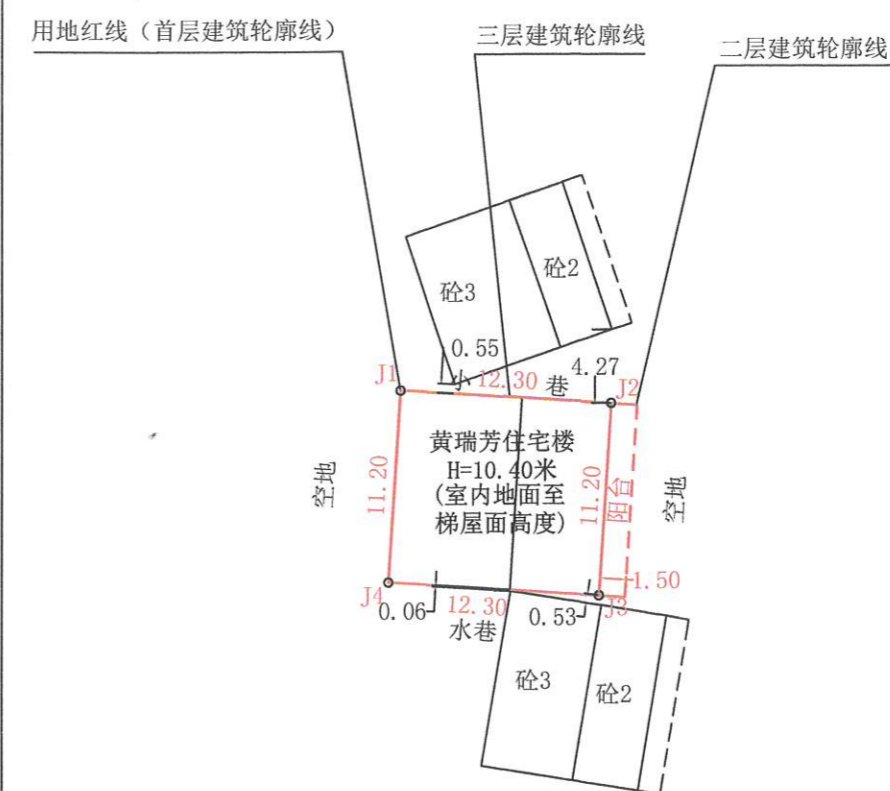 用地红线（首层建筑轮廓线）
三层建筑轮廓线
二层建筑轮廓线
砼3
砼2
0.55
4.27
J1
小
12.30
巷
J2
黄瑞芳住宅楼
H=10.40米
(室内地面至
梯屋面高度)
空地
11.20
11.20
阳台
空地
J4
0.06
12.30
水巷
0.53
J3
1.50
砼3
砼2